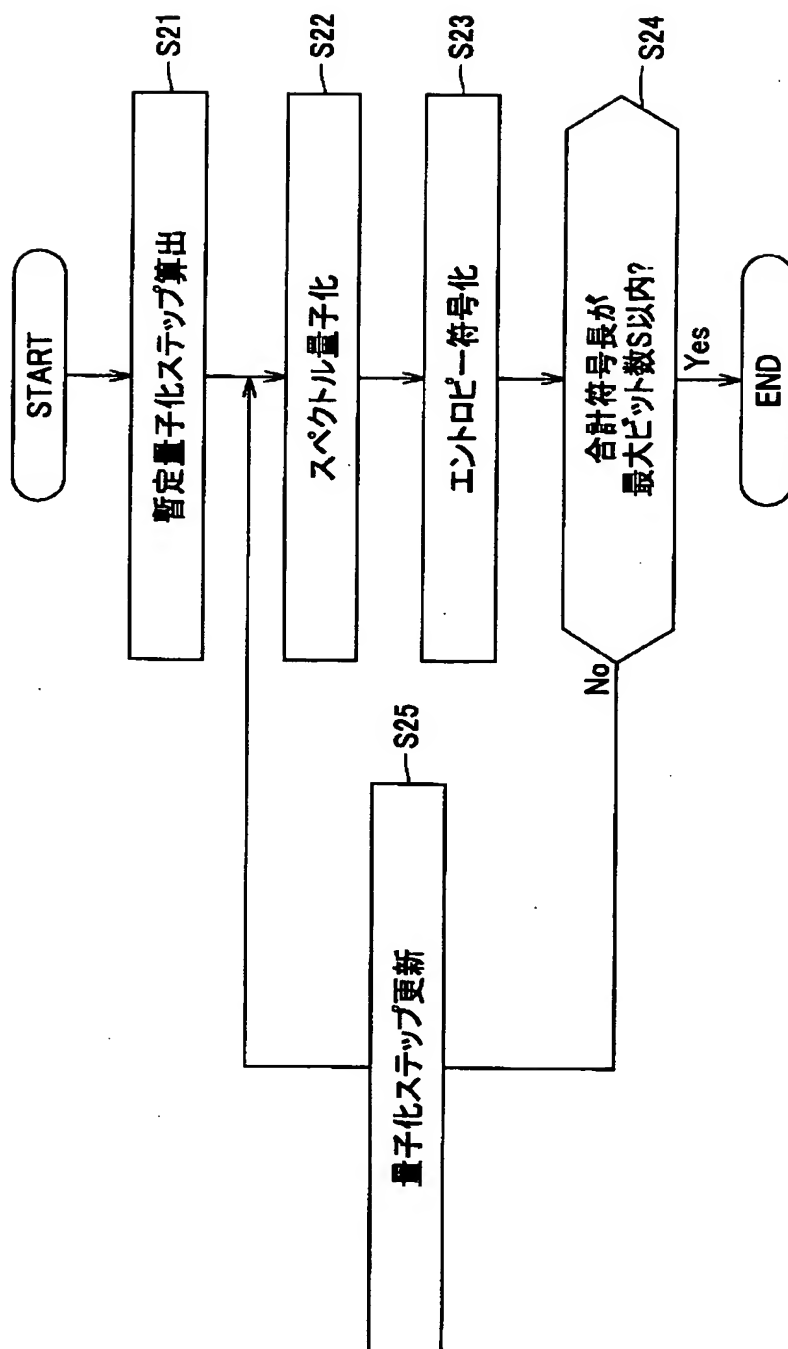 START
暫定量子化ステップ算出
S21
スペクトル量子化
S22
エントロピー符号化
S23
合計符号長が
最大ビット数S以内?
S24
No
Yes
量子化ステップ更新
S25
END